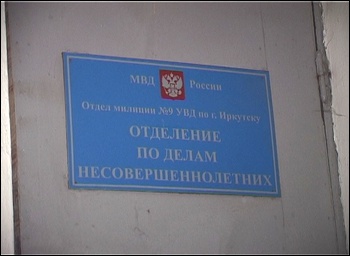 МВД России
Отдел милиции №9 УВД по г. Иркутску
ОТДЕЛЕНИЕ
ПО ДЕЛАМ
НЕСОВЕРШЕННОЛЕТНИХ